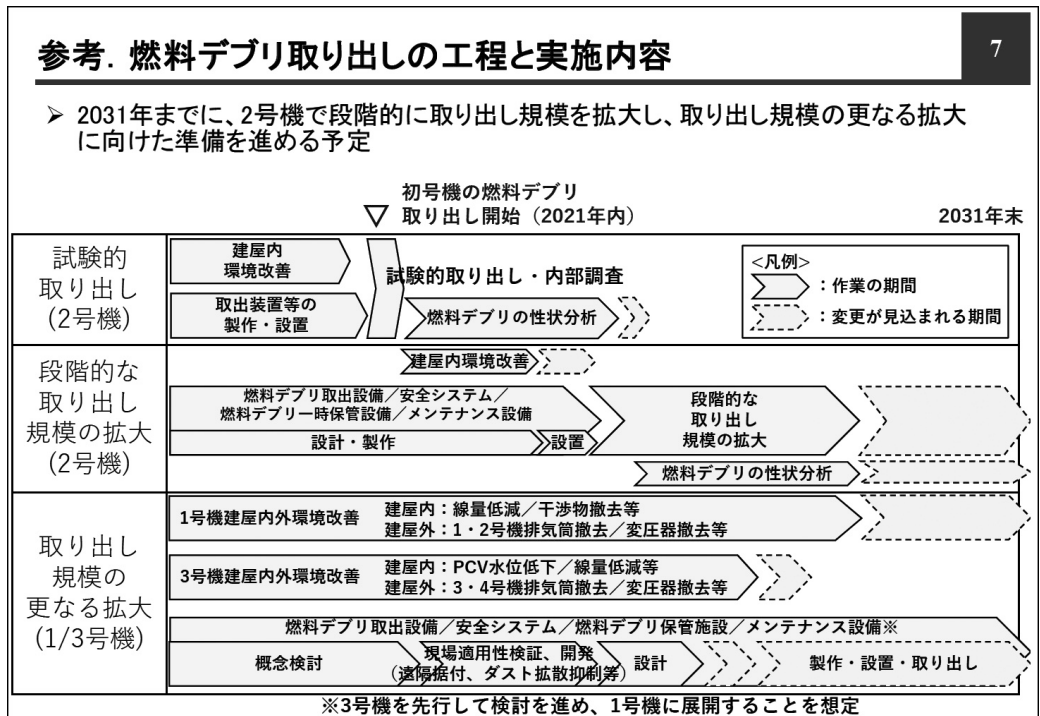 参考. 燃料デブリ取り出しの工程と実施内容
7
➢ 2031年までに、2号機で段階的に取り出し規模を拡大し、取り出し規模の更なる拡大
に向けた準備を進める予定
初号機の燃料デブリ
取り出し開始（2021年内）
2031年末
試験的
取り出し
(2号機)
建屋内
環境改善
取出装置等の
製作・設置
試験的取り出し・内部調査
燃料デブリの性状分析
<凡例>
：作業の期間
：変更が見込まれる期間
段階的な
取り出し
規模の拡大
(2号機)
建屋内環境改善
燃料デブリ取出設備／安全システム／
燃料デブリ一時保管設備／メンテナンス設備
設計・製作
設置
段階的な
取り出し
規模の拡大
燃料デブリの性状分析
取り出し
規模の
更なる拡大
(1/3号機)
1号機建屋内外環境改善
建屋内：線量低減／干渉物撤去等
建屋外：1・2号機排気筒撤去／変圧器撤去等
3号機建屋内外環境改善
建屋内：PCV水位低下／線量低減等
建屋外：3・4号機排気筒撤去／変圧器撤去等
燃料デブリ取出設備／安全システム／燃料デブリ保管施設／メンテナンス設備※
概念検討
現場適用性検証、開発
（遠隔据付、ダスト拡散抑制等）
設計
製作・設置・取り出し
※3号機を先行して検討を進め、1号機に展開することを想定